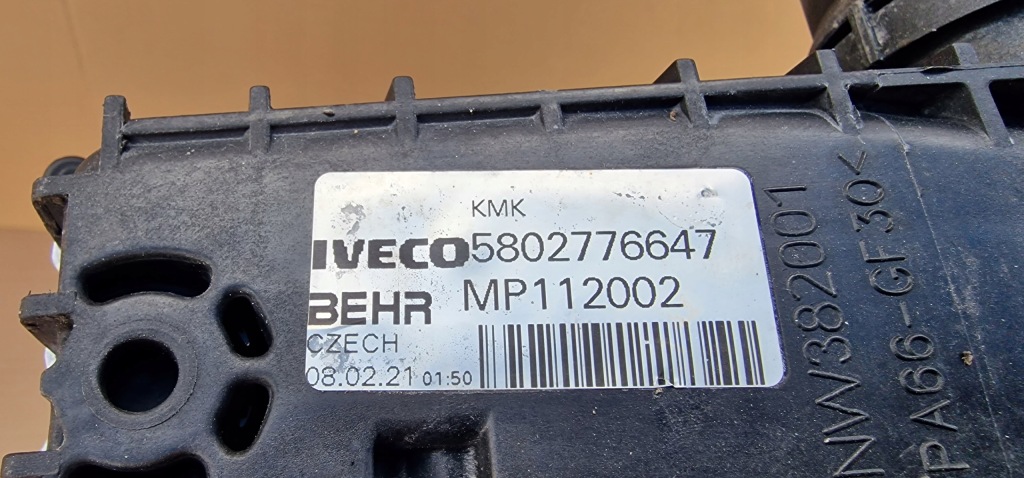 KMK
IVECO 5802776647
BEHR MP112002
CZECH
08.02.21 01:50
NW382001
PA66-GF30<